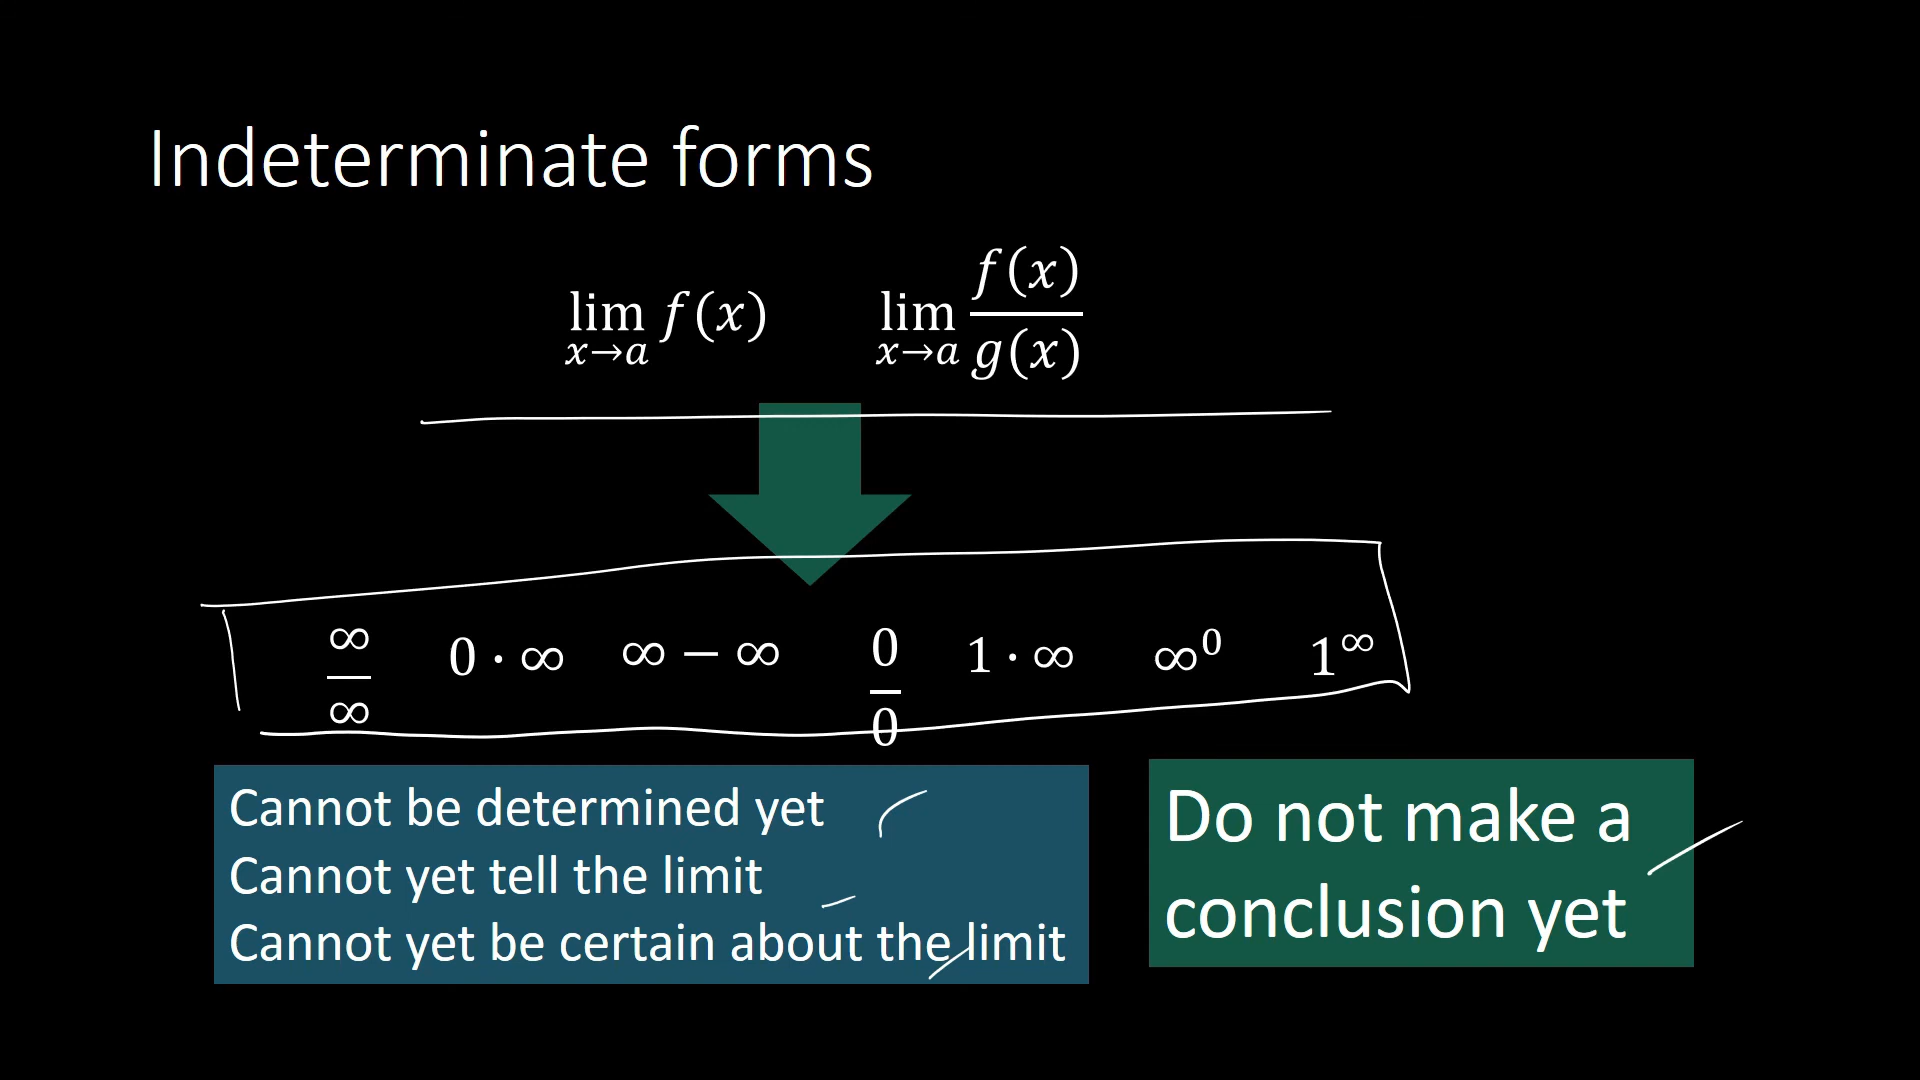 Indeterminate forms
lim x→a f(x)    lim x→a f(x)/g(x)
∞/∞    0 · ∞    ∞ − ∞    0/0    1 · ∞    ∞⁰    1^∞
Cannot be determined yet
Cannot yet tell the limit
Cannot yet be certain about the limit
Do not make a
conclusion yet